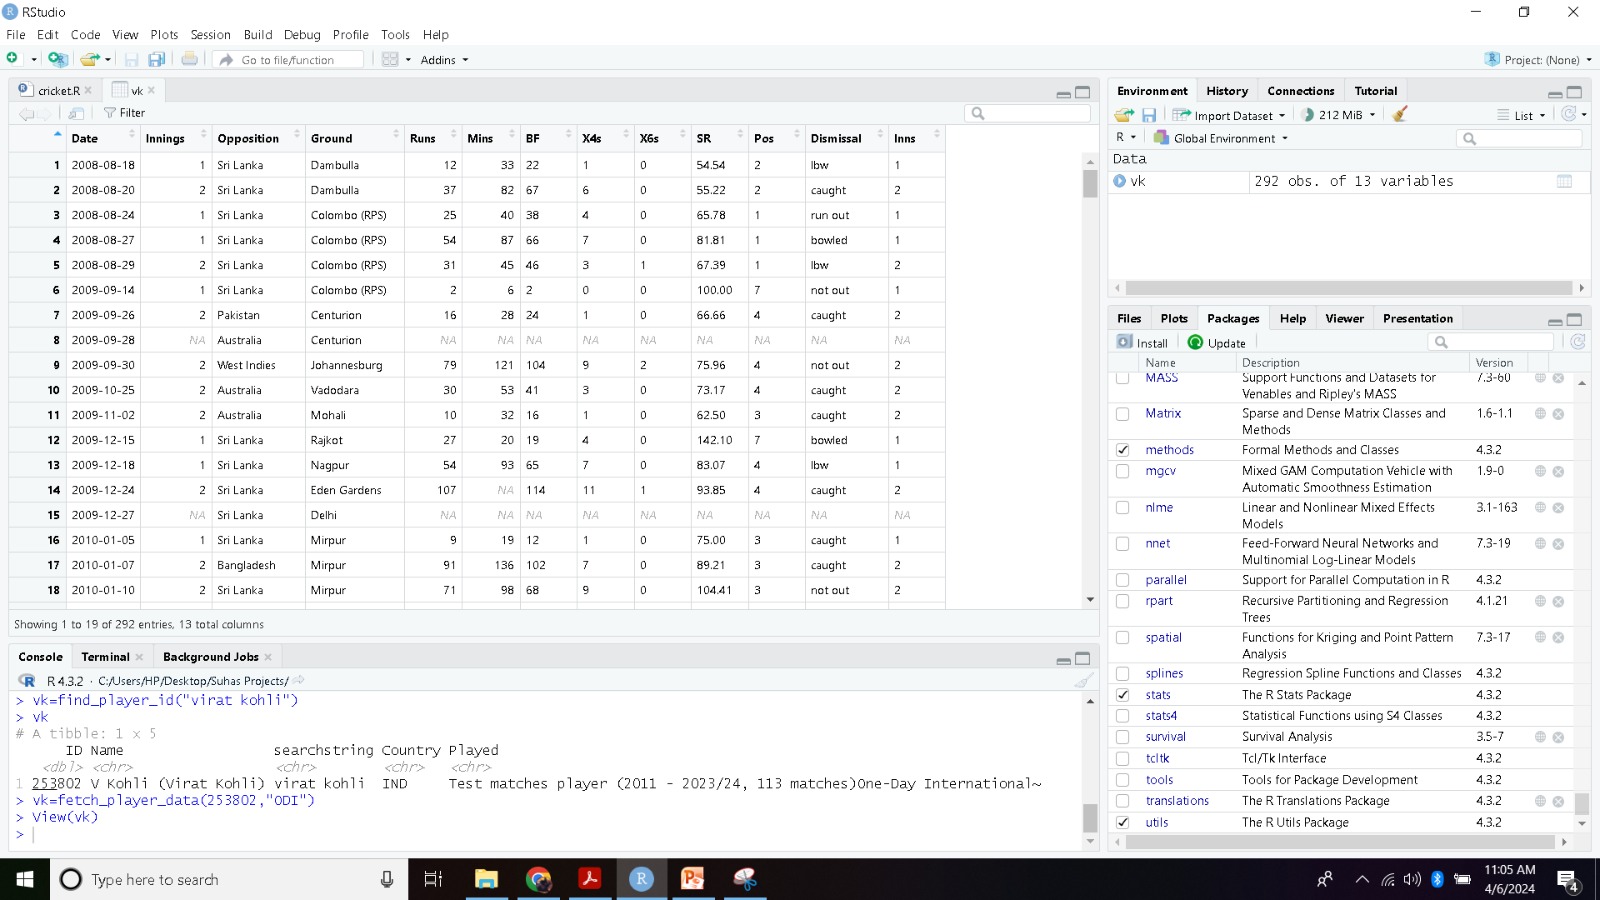 RStudio
File Edit Code View Plots Session Build Debug Profile Tools Help
Go to file/function Addins Project: (None)
cricket.R vk
Filter
Date Innings Opposition Ground Runs Mins BF X4s X6s SR Pos Dismissal Inns
1 2008-08-18 1 Sri Lanka Dambulla 12 33 22 1 0 54.54 2 lbw 1
2 2008-08-20 2 Sri Lanka Dambulla 37 82 67 6 0 55.22 2 caught 2
3 2008-08-24 1 Sri Lanka Colombo (RPS) 25 40 38 4 0 65.78 1 run out 1
4 2008-08-27 1 Sri Lanka Colombo (RPS) 54 87 66 7 0 81.81 1 bowled 1
5 2008-08-29 2 Sri Lanka Colombo (RPS) 31 45 46 3 1 67.39 1 lbw 2
6 2009-09-14 1 Sri Lanka Colombo (RPS) 2 6 2 0 0 100.00 7 not out 1
7 2009-09-26 2 Pakistan Centurion 16 28 24 1 0 66.66 4 caught 2
8 2009-09-28 NA Australia Centurion NA NA NA NA NA NA NA NA NA
9 2009-09-30 2 West Indies Johannesburg 79 121 104 9 2 75.96 4 not out 2
10 2009-10-25 2 Australia Vadodara 30 53 41 3 0 73.17 4 caught 2
11 2009-11-02 2 Australia Mohali 10 32 16 1 0 62.50 3 caught 2
12 2009-12-15 1 Sri Lanka Rajkot 27 20 19 4 0 142.10 7 bowled 1
13 2009-12-18 1 Sri Lanka Nagpur 54 93 65 7 0 83.07 4 lbw 1
14 2009-12-24 2 Sri Lanka Eden Gardens 107 NA 114 11 1 93.85 4 caught 2
15 2009-12-27 NA Sri Lanka Delhi NA NA NA NA NA NA NA NA NA
16 2010-01-05 1 Sri Lanka Mirpur 9 19 12 1 0 75.00 3 caught 1
17 2010-01-07 2 Bangladesh Mirpur 91 136 102 7 0 89.21 3 caught 2
18 2010-01-10 2 Sri Lanka Mirpur 71 98 68 9 0 104.41 3 not out 2
Showing 1 to 19 of 292 entries, 13 total columns
Console Terminal Background Jobs
R 4.3.2 · C:/Users/HP/Desktop/Suhas Projects/
> vk=find_player_id("virat kohli")
> vk
# A tibble: 1 x 5
ID Name searchstring Country Played
<dbl> <chr> <chr> <chr> <chr>
1 253802 V Kohli (Virat Kohli) virat kohli IND Test matches player (2011 - 2023/24, 113 matches)One-Day International~
> vk=fetch_player_data(253802,"ODI")
> View(vk)
>
Environment History Connections Tutorial
Import Dataset 212 MiB List
R Global Environment
Data
vk 292 obs. of 13 variables
Files Plots Packages Help Viewer Presentation
Install Update
Name Description Version
MASS Support Functions and Datasets for 7.3-60
Venables and Ripley's MASS
Matrix Sparse and Dense Matrix Classes and 1.6-1.1
Methods
methods Formal Methods and Classes 4.3.2
mgcv Mixed GAM Computation Vehicle with 1.9-0
Automatic Smoothness Estimation
nlme Linear and Nonlinear Mixed Effects 3.1-163
Models
nnet Feed-Forward Neural Networks and 7.3-19
Multinomial Log-Linear Models
parallel Support for Parallel Computation in R 4.3.2
rpart Recursive Partitioning and Regression 4.1.21
Trees
spatial Functions for Kriging and Point Pattern 7.3-17
Analysis
splines Regression Spline Functions and Classes 4.3.2
stats The R Stats Package 4.3.2
stats4 Statistical Functions using S4 Classes 4.3.2
survival Survival Analysis 3.5-7
tcltk Tcl/Tk Interface 4.3.2
tools Tools for Package Development 4.3.2
translations The R Translations Package 4.3.2
utils The R Utils Package 4.3.2
Type here to search
11:05 AM
4/6/2024
4